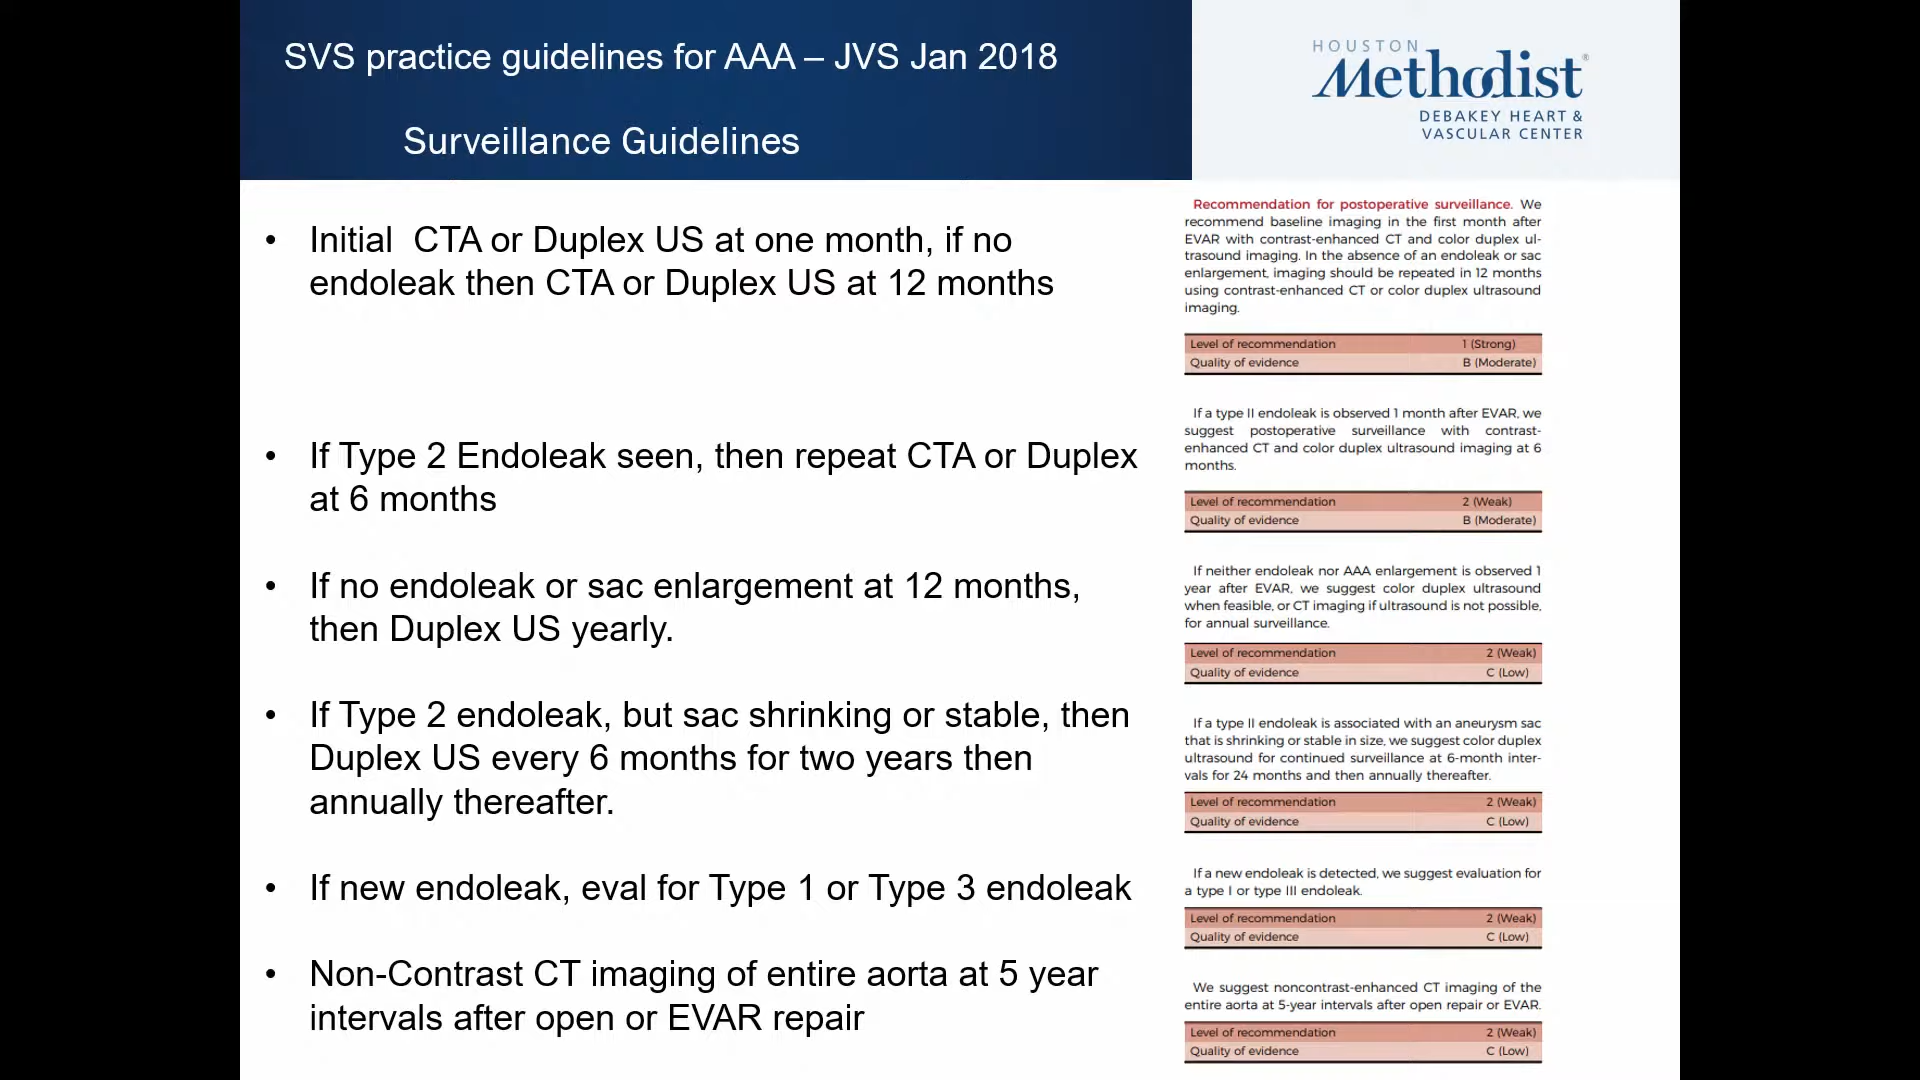 SVS practice guidelines for AAA – JVS Jan 2018
Surveillance Guidelines
HOUSTON
Methodist®
DEBAKEY HEART &
VASCULAR CENTER
• Initial CTA or Duplex US at one month, if no
endoleak then CTA or Duplex US at 12 months
• If Type 2 Endoleak seen, then repeat CTA or Duplex
at 6 months
• If no endoleak or sac enlargement at 12 months,
then Duplex US yearly.
• If Type 2 endoleak, but sac shrinking or stable, then
Duplex US every 6 months for two years then
annually thereafter.
• If new endoleak, eval for Type 1 or Type 3 endoleak
• Non-Contrast CT imaging of entire aorta at 5 year
intervals after open or EVAR repair
Recommendation for postoperative surveillance. We
recommend baseline imaging in the first month after
EVAR with contrast-enhanced CT and color duplex ul-
trasound imaging. In the absence of an endoleak or sac
enlargement, imaging should be repeated in 12 months
using contrast-enhanced CT or color duplex ultrasound
imaging.
Level of recommendation 1 (Strong)
Quality of evidence B (Moderate)
If a type II endoleak is observed 1 month after EVAR, we
suggest postoperative surveillance with contrast-
enhanced CT and color duplex ultrasound imaging at 6
months.
Level of recommendation 2 (Weak)
Quality of evidence B (Moderate)
If neither endoleak nor AAA enlargement is observed 1
year after EVAR, we suggest color duplex ultrasound
when feasible, or CT imaging if ultrasound is not possible,
for annual surveillance.
Level of recommendation 2 (Weak)
Quality of evidence C (Low)
If a type II endoleak is associated with an aneurysm sac
that is shrinking or stable in size, we suggest color duplex
ultrasound for continued surveillance at 6-month inter-
vals for 24 months and then annually thereafter.
Level of recommendation 2 (Weak)
Quality of evidence C (Low)
If a new endoleak is detected, we suggest evaluation for
a type I or type III endoleak.
Level of recommendation 2 (Weak)
Quality of evidence C (Low)
We suggest noncontrast-enhanced CT imaging of the
entire aorta at 5-year intervals after open repair or EVAR.
Level of recommendation 2 (Weak)
Quality of evidence C (Low)